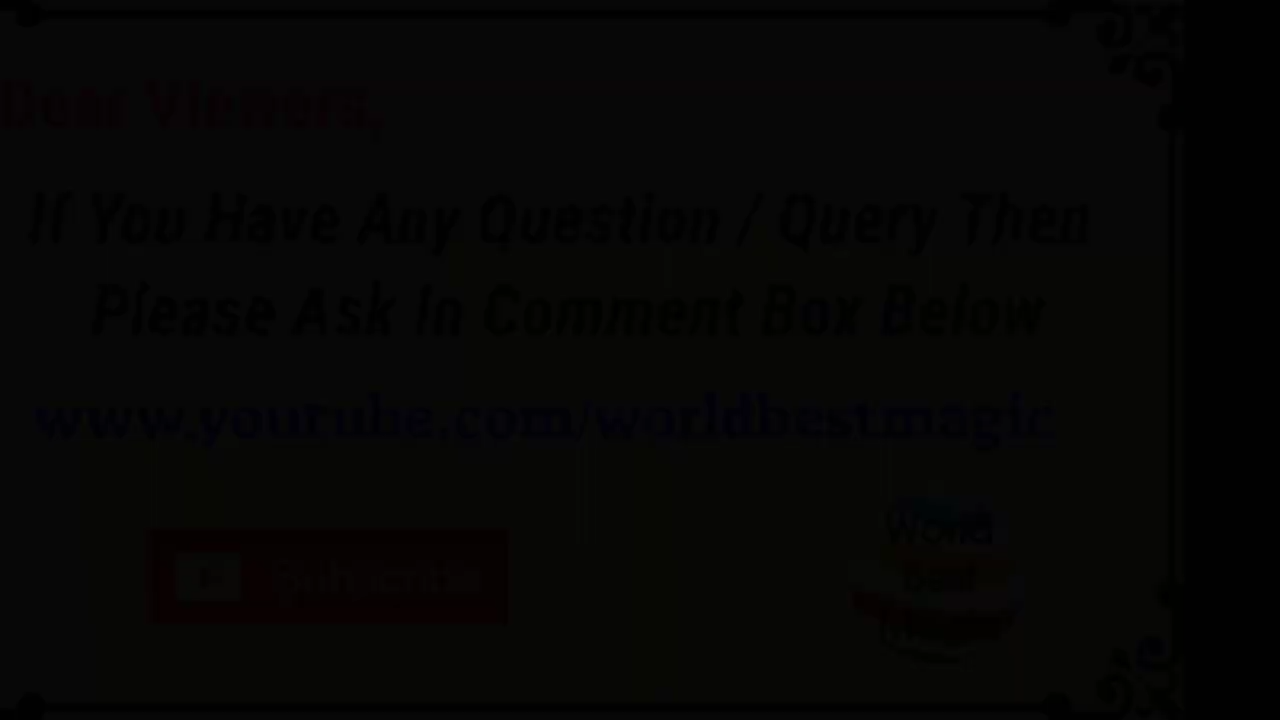 Dear Viewers,
If You Have Any Question / Query Then
Please Ask In Comment Box Below
www.youtube.com/worldbestmagic
Subscribe
World
Best